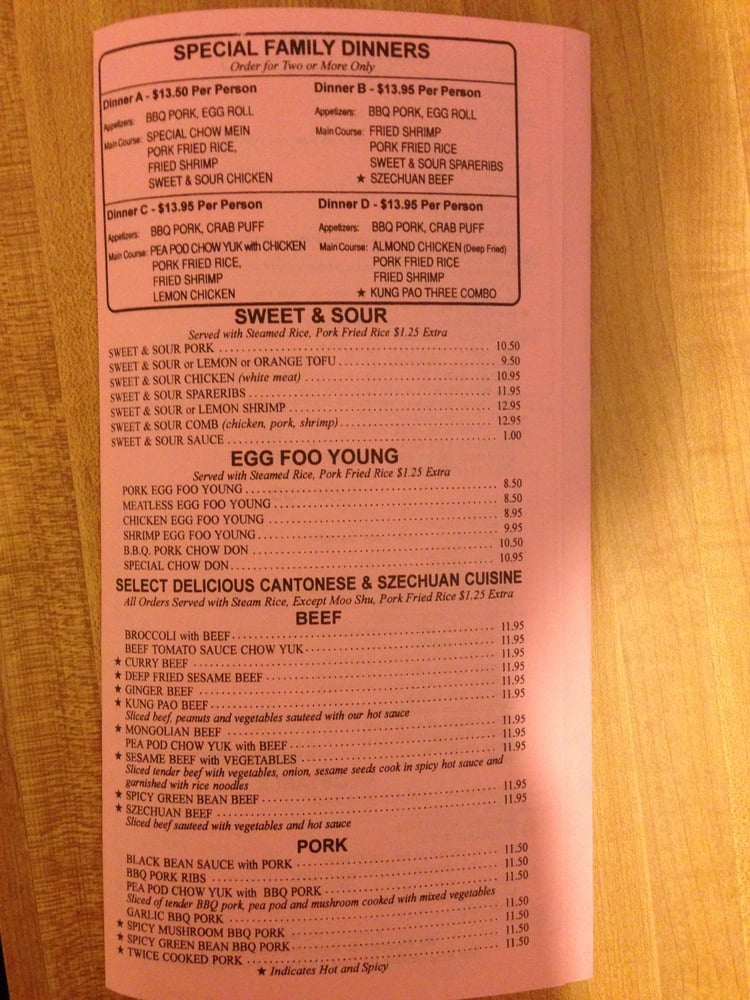 SPECIAL FAMILY DINNERS
Order for Two or More Only
Dinner A - $13.50 Per Person
Appetizers: BBQ PORK, EGG ROLL
Main Course: SPECIAL CHOW MEIN
PORK FRIED RICE,
FRIED SHRIMP
SWEET & SOUR CHICKEN
Dinner B - $13.95 Per Person
Appetizers: BBQ PORK, EGG ROLL
Main Course: FRIED SHRIMP
PORK FRIED RICE
SWEET & SOUR SPARERIBS
★ SZECHUAN BEEF
Dinner C - $13.95 Per Person
Appetizers: BBQ PORK, CRAB PUFF
Main Course: PEA POD CHOW YUK with CHICKEN
PORK FRIED RICE,
FRIED SHRIMP
LEMON CHICKEN
Dinner D - $13.95 Per Person
Appetizers: BBQ PORK, CRAB PUFF
Main Course: ALMOND CHICKEN (Deep Fried)
PORK FRIED RICE
FRIED SHRIMP
★ KUNG PAO THREE COMBO
SWEET & SOUR
Served with Steamed Rice, Pork Fried Rice $1.25 Extra
SWEET & SOUR PORK 10.50
SWEET & SOUR or LEMON or ORANGE TOFU 9.50
SWEET & SOUR CHICKEN (white meat) 10.95
SWEET & SOUR SPARERIBS 11.95
SWEET & SOUR or LEMON SHRIMP 12.95
SWEET & SOUR COMB (chicken, pork, shrimp) 12.95
SWEET & SOUR SAUCE 1.00
EGG FOO YOUNG
Served with Steamed Rice, Pork Fried Rice $1.25 Extra
PORK EGG FOO YOUNG 8.50
MEATLESS EGG FOO YOUNG 8.50
CHICKEN EGG FOO YOUNG 8.95
SHRIMP EGG FOO YOUNG 9.95
B.B.Q. PORK CHOW DON 10.50
SPECIAL CHOW DON 10.95
SELECT DELICIOUS CANTONESE & SZECHUAN CUISINE
All Orders Served with Steam Rice, Except Moo Shu, Pork Fried Rice $1.25 Extra
BEEF
BROCCOLI with BEEF 11.95
BEEF TOMATO SAUCE CHOW YUK 11.95
★ CURRY BEEF 11.95
★ DEEP FRIED SESAME BEEF 11.95
★ GINGER BEEF 11.95
★ KUNG PAO BEEF 11.95
Sliced beef, peanuts and vegetables sauteed with our hot sauce
★ MONGOLIAN BEEF 11.95
PEA POD CHOW YUK with BEEF 11.95
★ SESAME BEEF with VEGETABLES 11.95
Sliced tender beef with vegetables, onion, sesame seeds cook in spicy hot sauce and
garnished with rice noodles
★ SPICY GREEN BEAN BEEF 11.95
★ SZECHUAN BEEF 11.95
Sliced beef sauteed with vegetables and hot sauce
PORK
BLACK BEAN SAUCE with PORK 11.50
BBQ PORK RIBS 11.50
PEA POD CHOW YUK with BBQ PORK 11.50
Sliced of tender BBQ pork, pea pod and mushroom cooked with mixed vegetables
GARLIC BBQ PORK 11.50
★ SPICY MUSHROOM BBQ PORK 11.50
★ SPICY GREEN BEAN BBQ PORK 11.50
★ TWICE COOKED PORK 11.50
★ Indicates Hot and Spicy